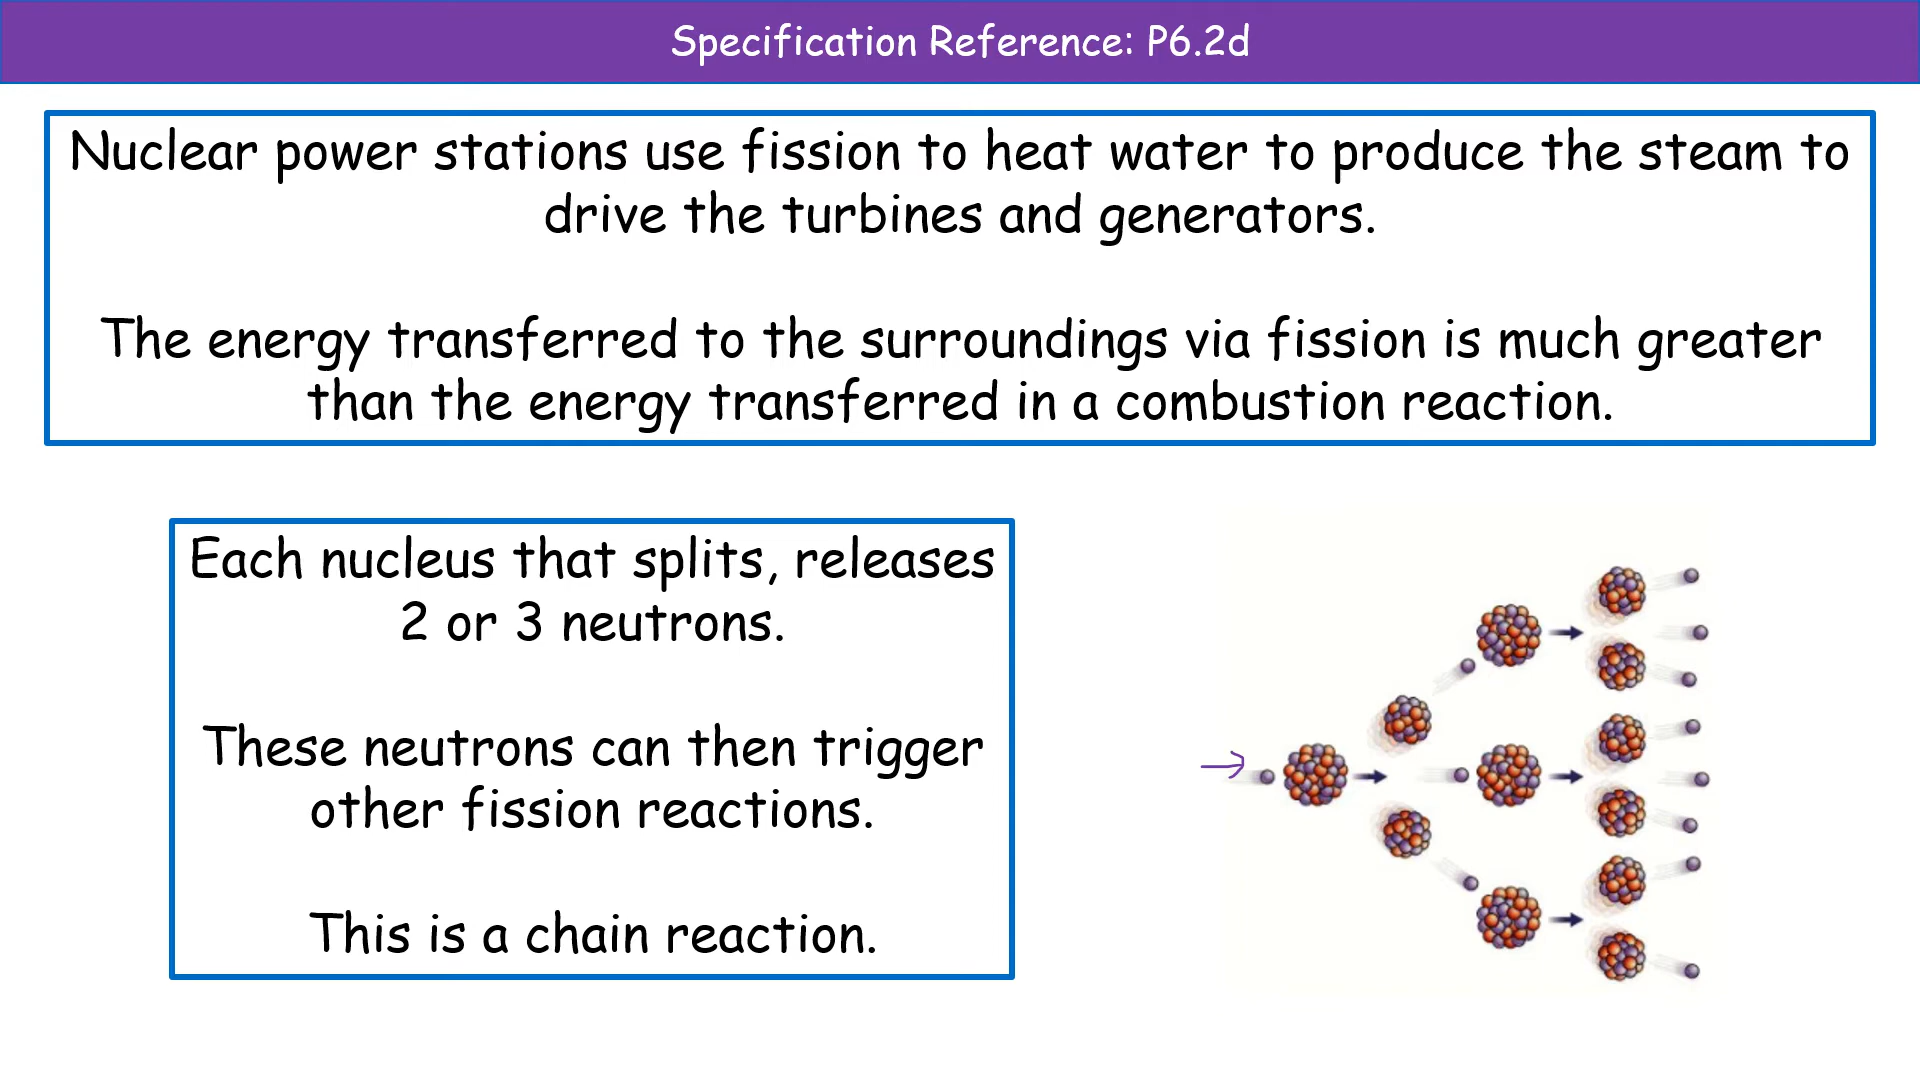 Specification Reference: P6.2d
Nuclear power stations use fission to heat water to produce the steam to
drive the turbines and generators.
The energy transferred to the surroundings via fission is much greater
than the energy transferred in a combustion reaction.
Each nucleus that splits, releases
2 or 3 neutrons.
These neutrons can then trigger
other fission reactions.
This is a chain reaction.